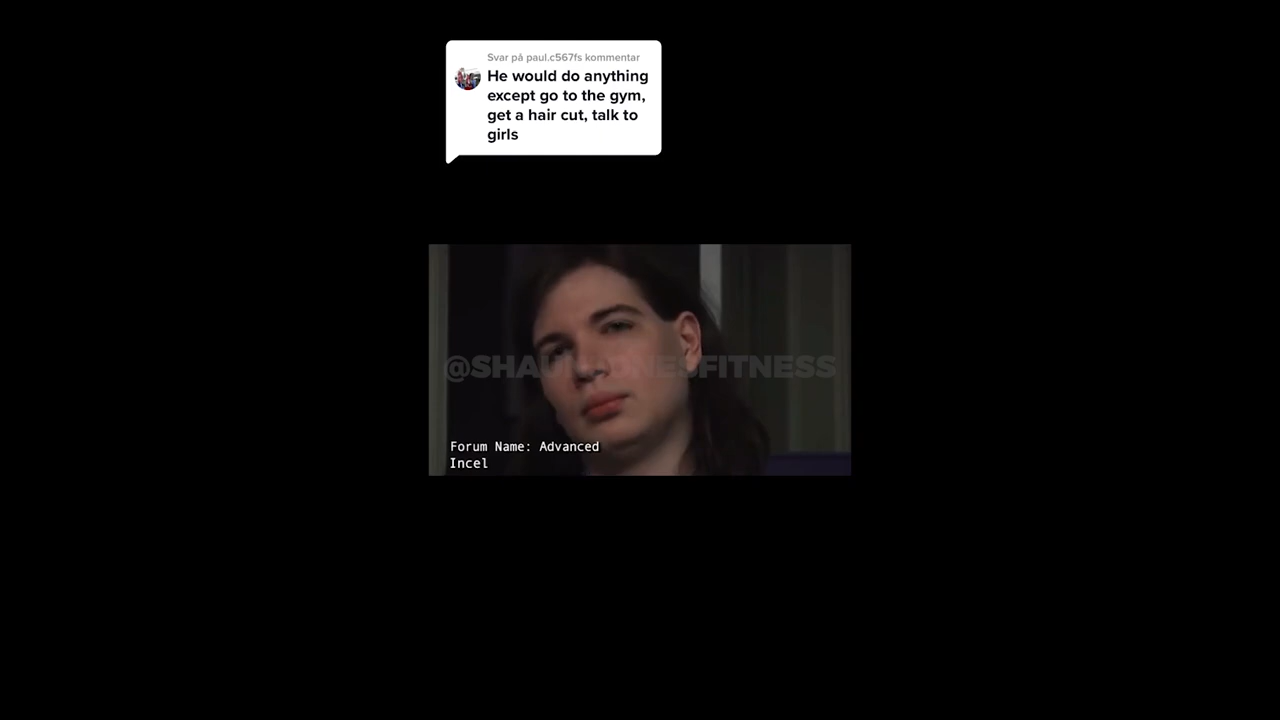 Svar på paul.c567fs kommentar
He would do anything
except go to the gym,
get a hair cut, talk to
girls
Forum Name: Advanced
Incel